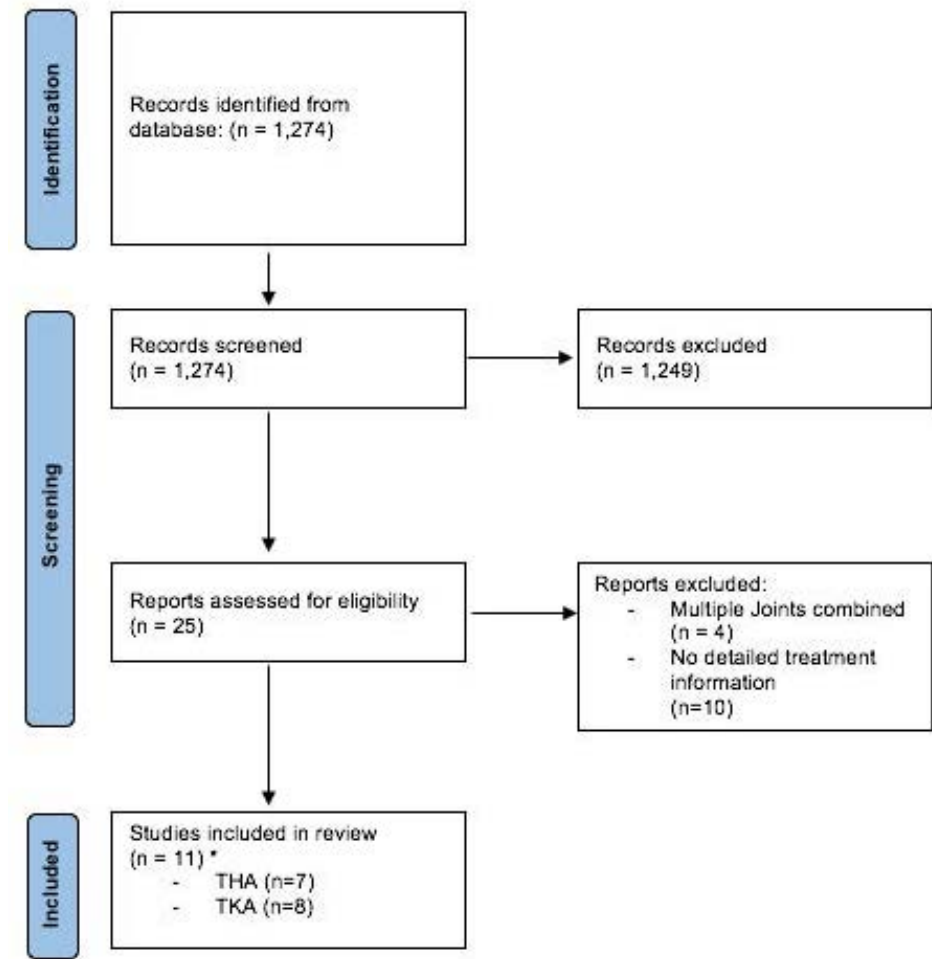 Identification
Records identified from
database: (n = 1,274)
Screening
Records screened
(n = 1,274)
Records excluded
(n = 1,249)
Reports assessed for eligibility
(n = 25)
Reports excluded:
- Multiple Joints combined
(n = 4)
- No detailed treatment
information
(n=10)
Included
Studies included in review
(n = 11) *
- THA (n=7)
- TKA (n=8)